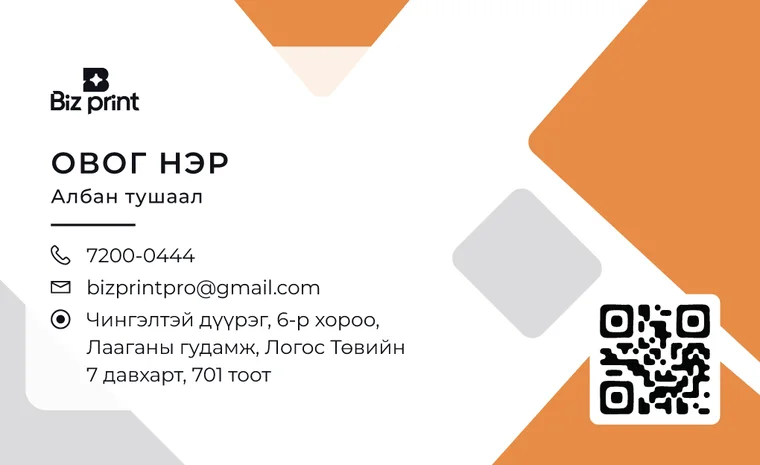 Biz print
ОВОГ НЭР
Албан тушаал
7200-0444
bizprintpro@gmail.com
Чингэлтэй дүүрэг, 6-р хороо,
Лааганы гудамж, Логос Төвийн
7 давхарт, 701 тоот